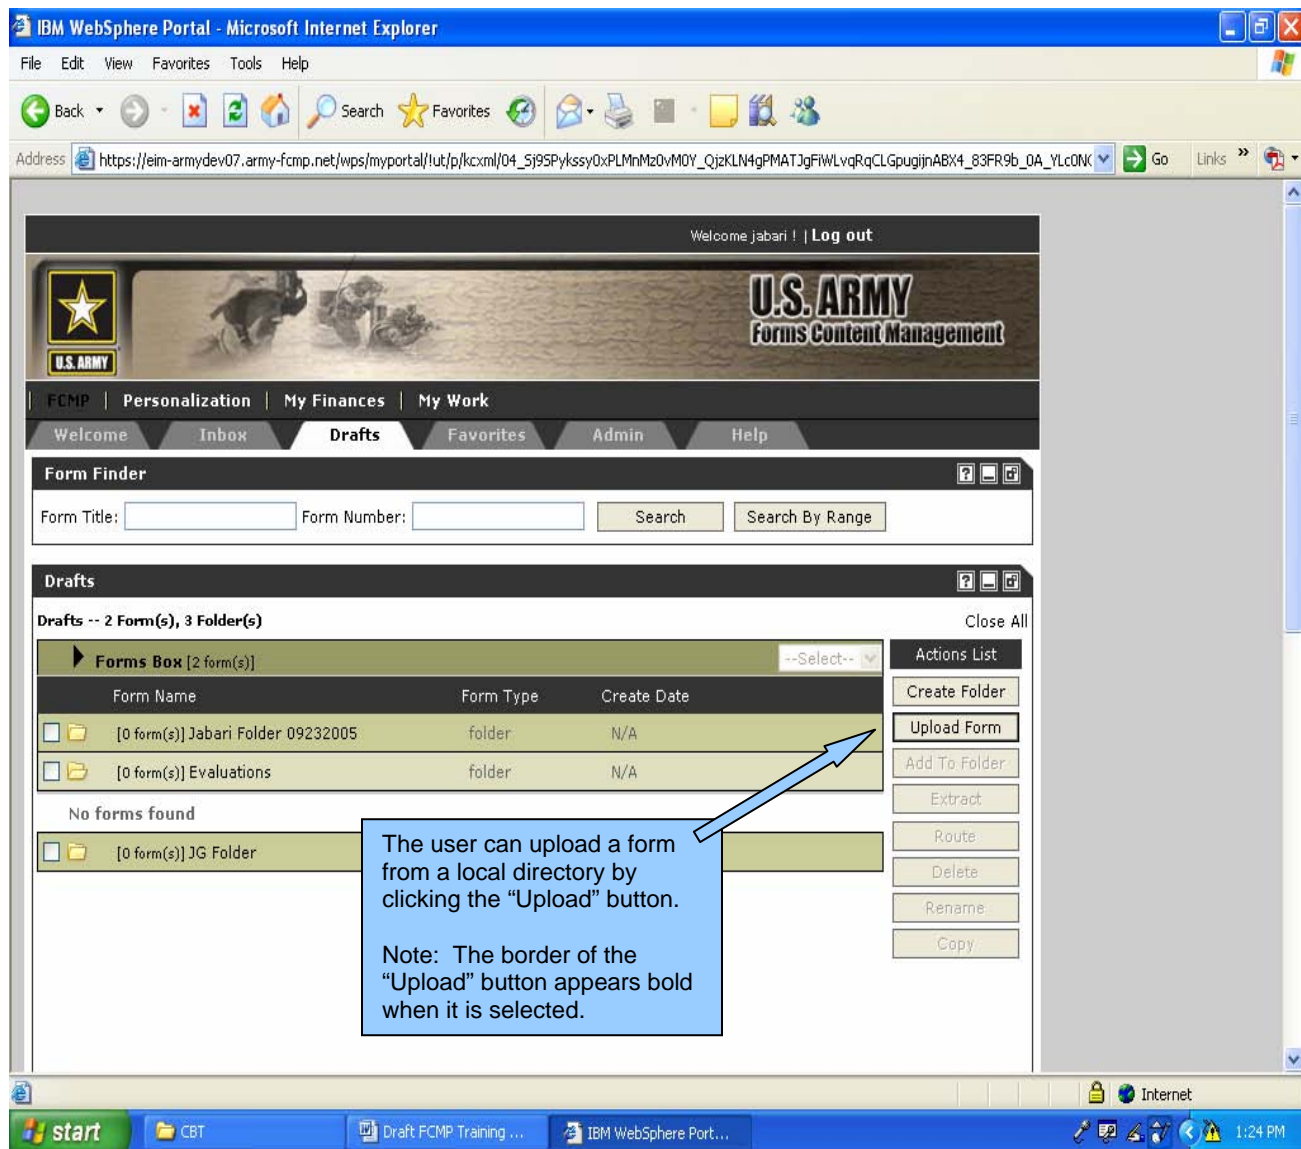 IBM WebSphere Portal - Microsoft Internet Explorer
File Edit View Favorites Tools Help
Back Search Favorites
Address https://eim-armydev07.army-fcmp.net/wps/myportal/!ut/p/kcxml/04_Sj9SPykssy0xPLMnMz0vM0Y_QjzKLN4gPMATJgFiWLvqRqCLGpugijnABX4_83FR9b_0A_YLc0N( Go Links »
Welcome jabari ! | Log out
U.S. ARMY
Forms Content Management
U.S. ARMY
FCMP | Personalization | My Finances | My Work
Welcome Inbox Drafts Favorites Admin Help
Form Finder ?
Form Title: Form Number: Search Search By Range
Drafts ?
Drafts -- 2 Form(s), 3 Folder(s) Close All
Forms Box [2 form(s)] --Select-- Actions List
Form Name Form Type Create Date Create Folder
[0 form(s)] Jabari Folder 09232005 folder N/A Upload Form
[0 form(s)] Evaluations folder N/A Add To Folder
No forms found Extract
[0 form(s)] JG Folder Route
Delete
Rename
Copy
The user can upload a form
from a local directory by
clicking the “Upload” button.
Note: The border of the
“Upload” button appears bold
when it is selected.
Internet
start CBT Draft FCMP Training ... IBM WebSphere Port... 1:24 PM